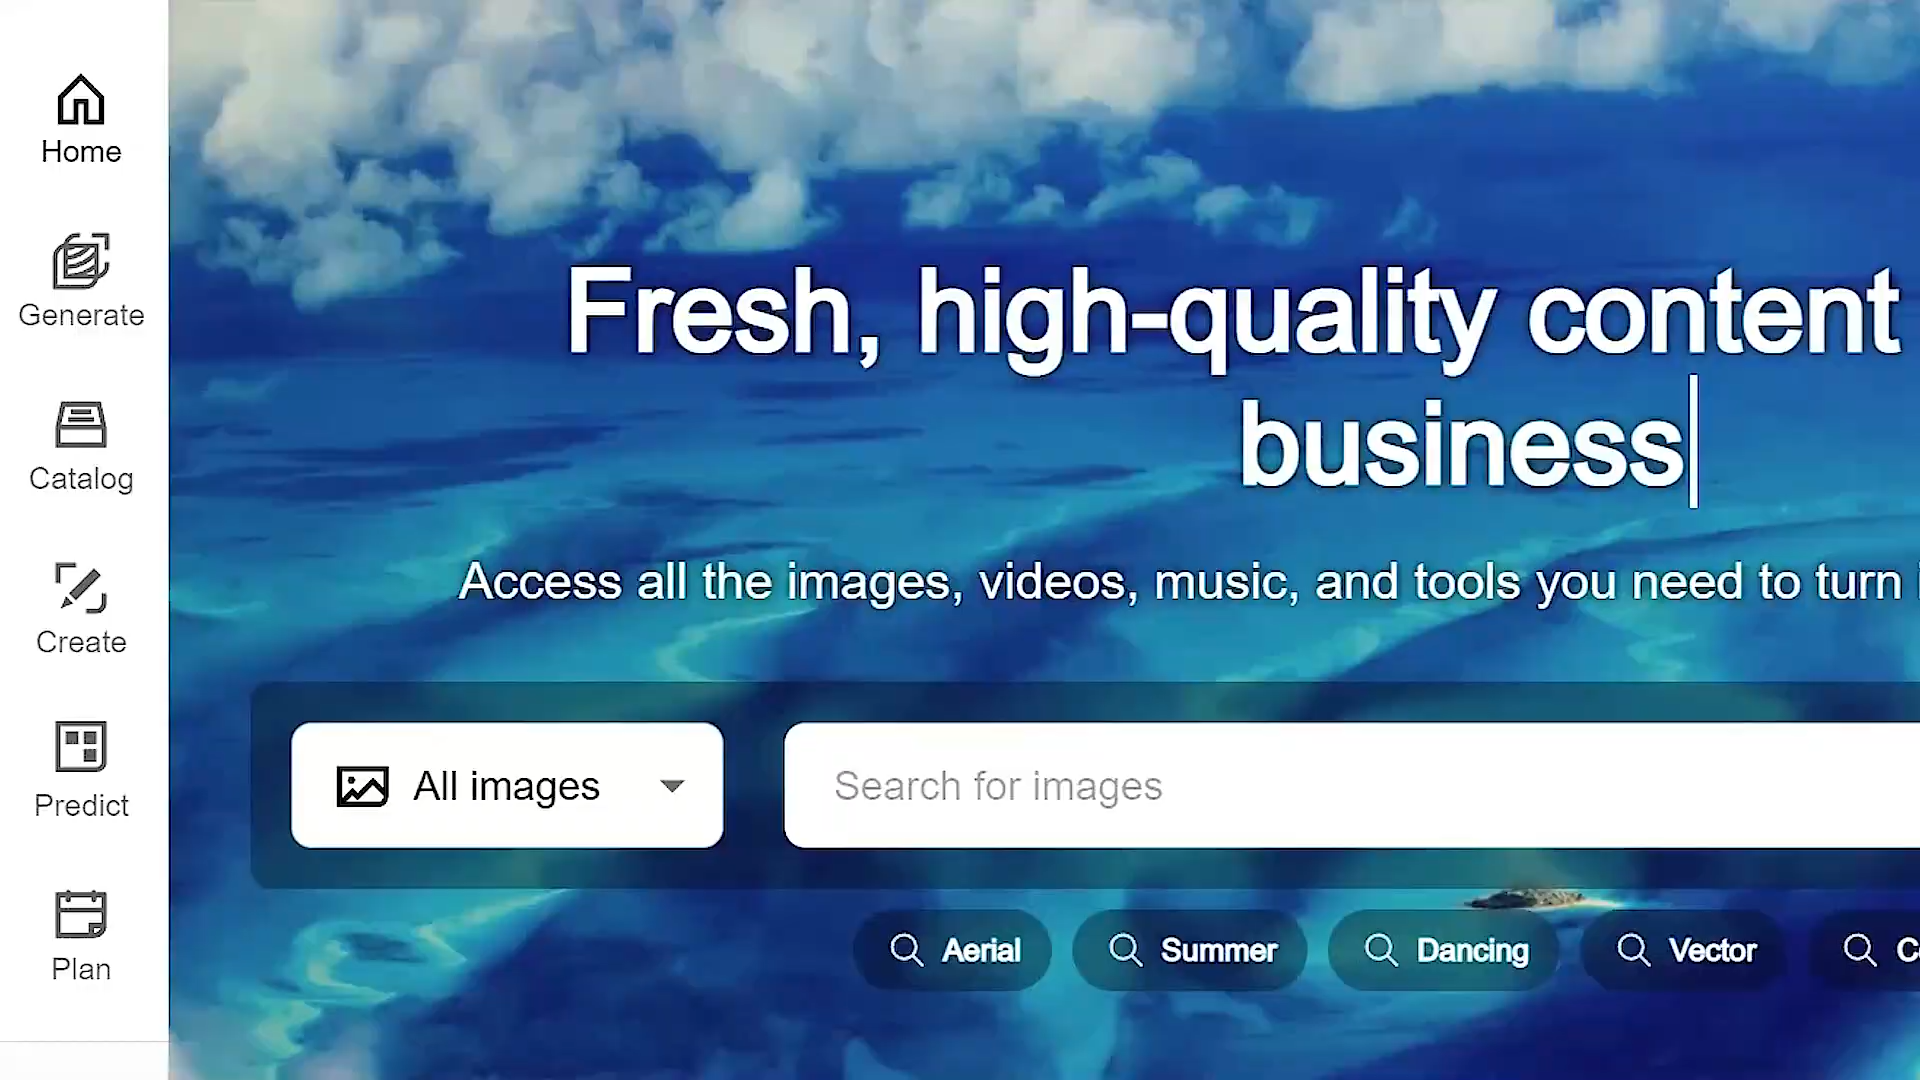 Home
Generate
Catalog
Create
Predict
Plan
Fresh, high-quality content
business
Access all the images, videos, music, and tools you need to turn
All images
Search for images
Aerial
Summer
Dancing
Vector